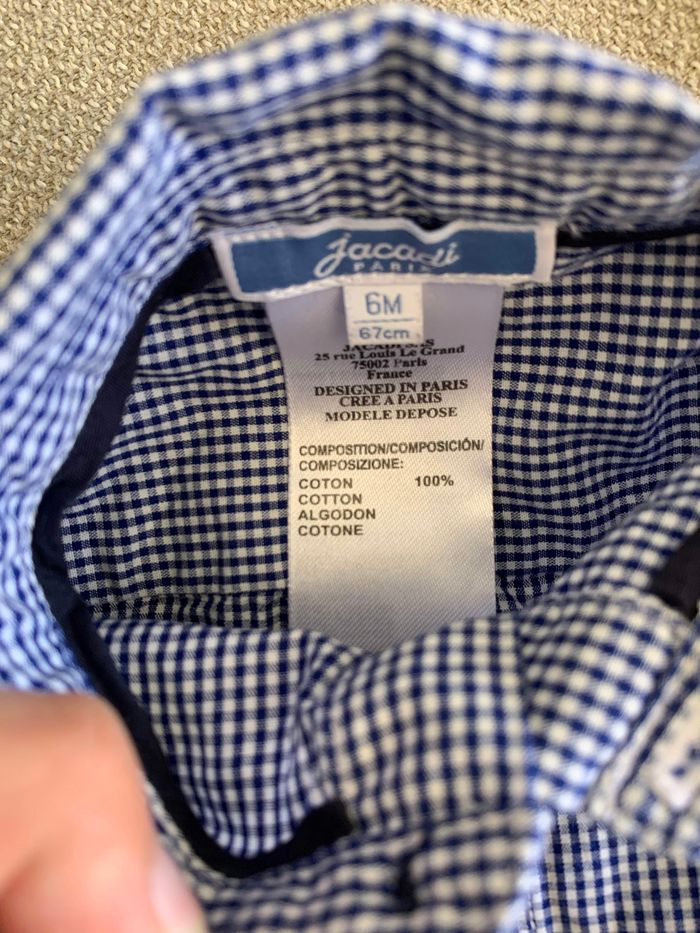 jacadi
PARIS
6M
67cm
25 rue Louis Le Grand
75002 Paris
France
DESIGNED IN PARIS
CREE A PARIS
MODELE DEPOSE
COMPOSITION/COMPOSICIÓN/
COMPOSIZIONE:
COTON 100%
COTTON
ALGODON
COTONE